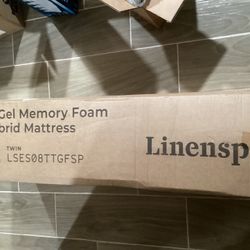 Gel Memory Foam
brid Mattress
TWIN
LSES08TTGFSP
Linensp